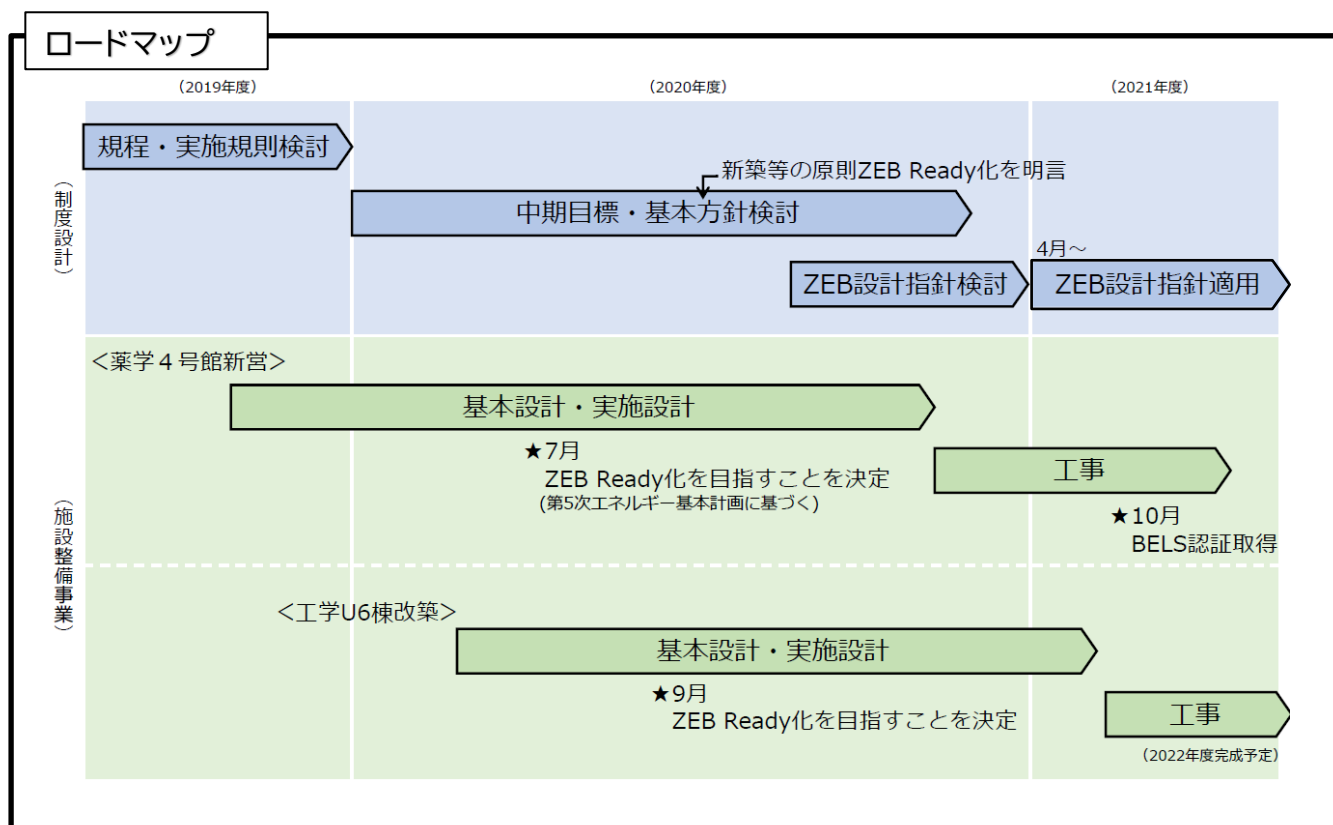 ロードマップ
（2019年度）
（2020年度）
（2021年度）
（制度設計）
規程・実施規則検討
新築等の原則ZEB Ready化を明言
中期目標・基本方針検討
4月～
ZEB設計指針検討
ZEB設計指針適用
（施設整備事業）
＜薬学４号館新営＞
基本設計・実施設計
★7月
ZEB Ready化を目指すことを決定
(第5次エネルギー基本計画に基づく)
工事
★10月
BELS認証取得
＜工学U6棟改築＞
基本設計・実施設計
★9月
ZEB Ready化を目指すことを決定
工事
（2022年度完成予定）